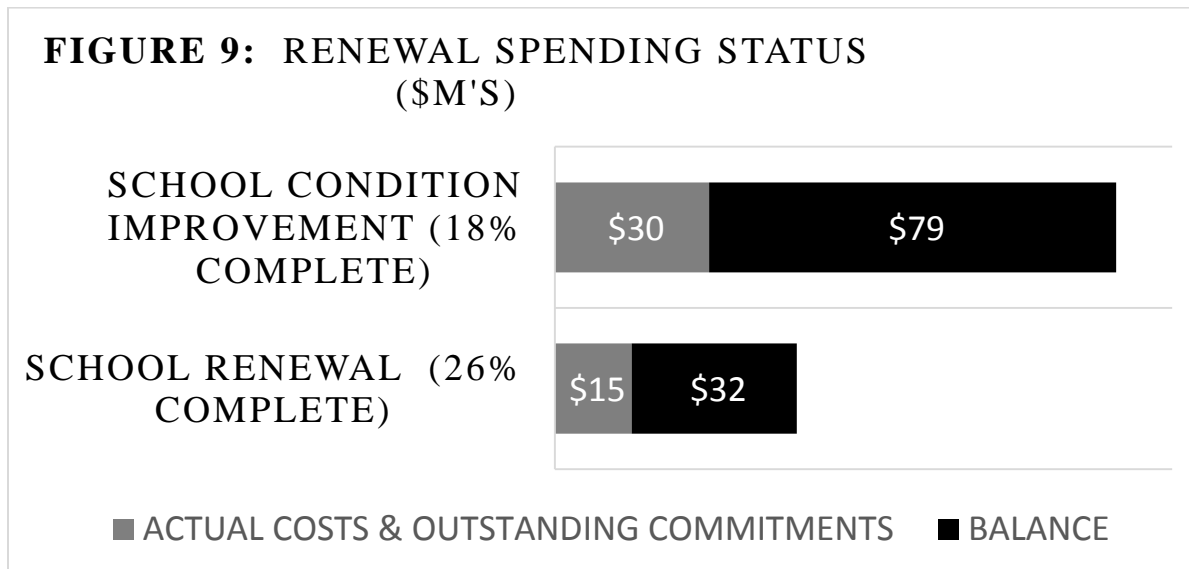 FIGURE 9: RENEWAL SPENDING STATUS
($M'S)
SCHOOL CONDITION
IMPROVEMENT (18%
COMPLETE)
$30 $79
SCHOOL RENEWAL (26%
COMPLETE)
$15 $32
ACTUAL COSTS & OUTSTANDING COMMITMENTS BALANCE